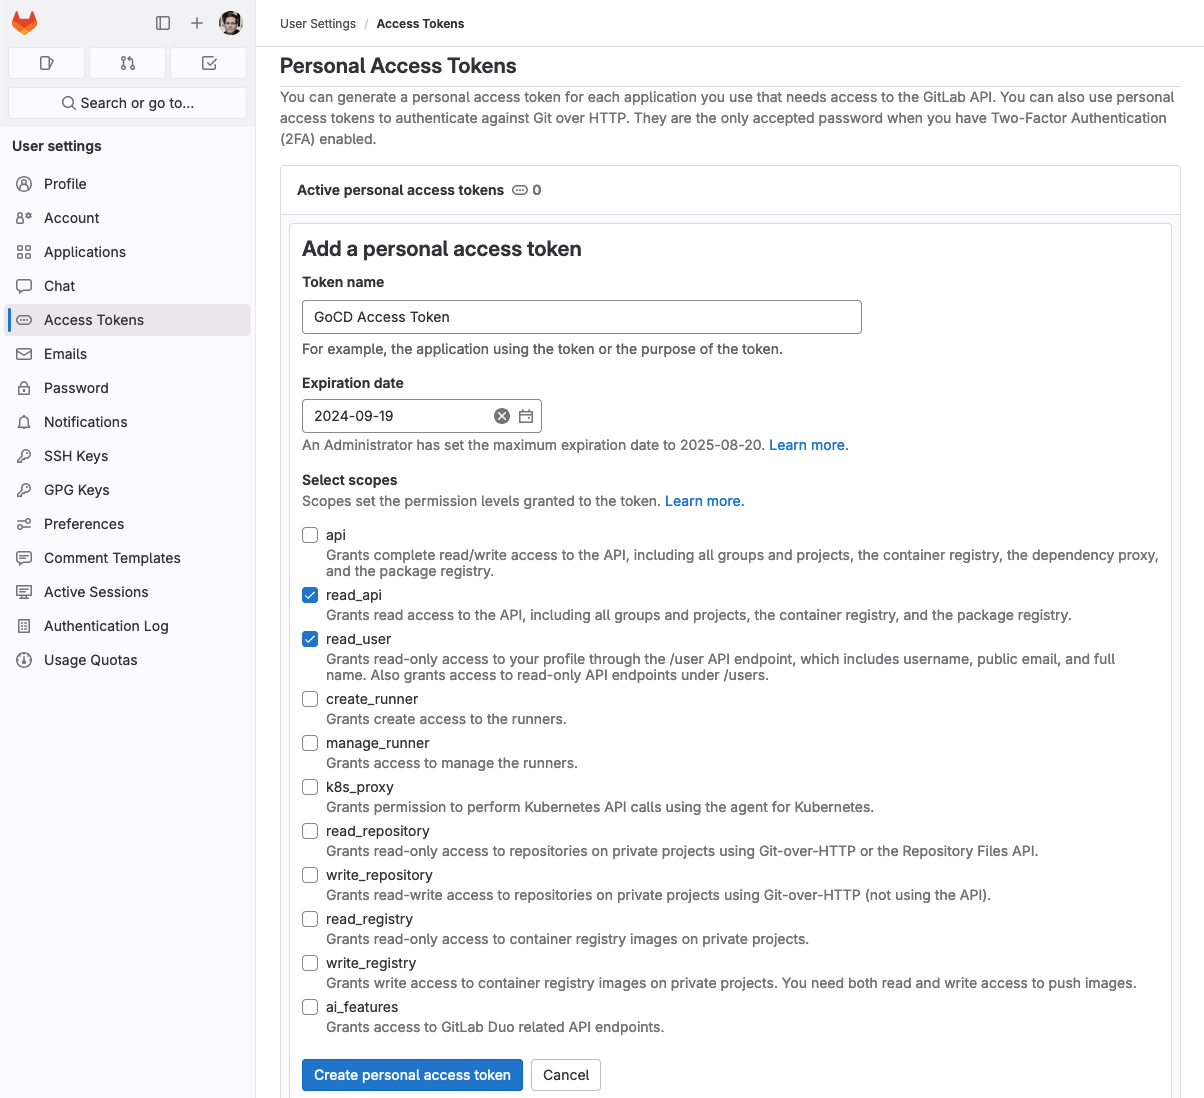 User Settings / Access Tokens
Search or go to...
User settings
Profile
Account
Applications
Chat
Access Tokens
Emails
Password
Notifications
SSH Keys
GPG Keys
Preferences
Comment Templates
Active Sessions
Authentication Log
Usage Quotas
Personal Access Tokens
You can generate a personal access token for each application you use that needs access to the GitLab API. You can also use personal
access tokens to authenticate against Git over HTTP. They are the only accepted password when you have Two-Factor Authentication
(2FA) enabled.
Active personal access tokens 0
Add a personal access token
Token name
GoCD Access Token
For example, the application using the token or the purpose of the token.
Expiration date
2024-09-19
An Administrator has set the maximum expiration date to 2025-08-20. Learn more.
Select scopes
Scopes set the permission levels granted to the token. Learn more.
api
Grants complete read/write access to the API, including all groups and projects, the container registry, the dependency proxy,
and the package registry.
read_api
Grants read access to the API, including all groups and projects, the container registry, and the package registry.
read_user
Grants read-only access to your profile through the /user API endpoint, which includes username, public email, and full
name. Also grants access to read-only API endpoints under /users.
create_runner
Grants create access to the runners.
manage_runner
Grants access to manage the runners.
k8s_proxy
Grants permission to perform Kubernetes API calls using the agent for Kubernetes.
read_repository
Grants read-only access to repositories on private projects using Git-over-HTTP or the Repository Files API.
write_repository
Grants read-write access to repositories on private projects using Git-over-HTTP (not using the API).
read_registry
Grants read-only access to container registry images on private projects.
write_registry
Grants write access to container registry images on private projects. You need both read and write access to push images.
ai_features
Grants access to GitLab Duo related API endpoints.
Create personal access token
Cancel